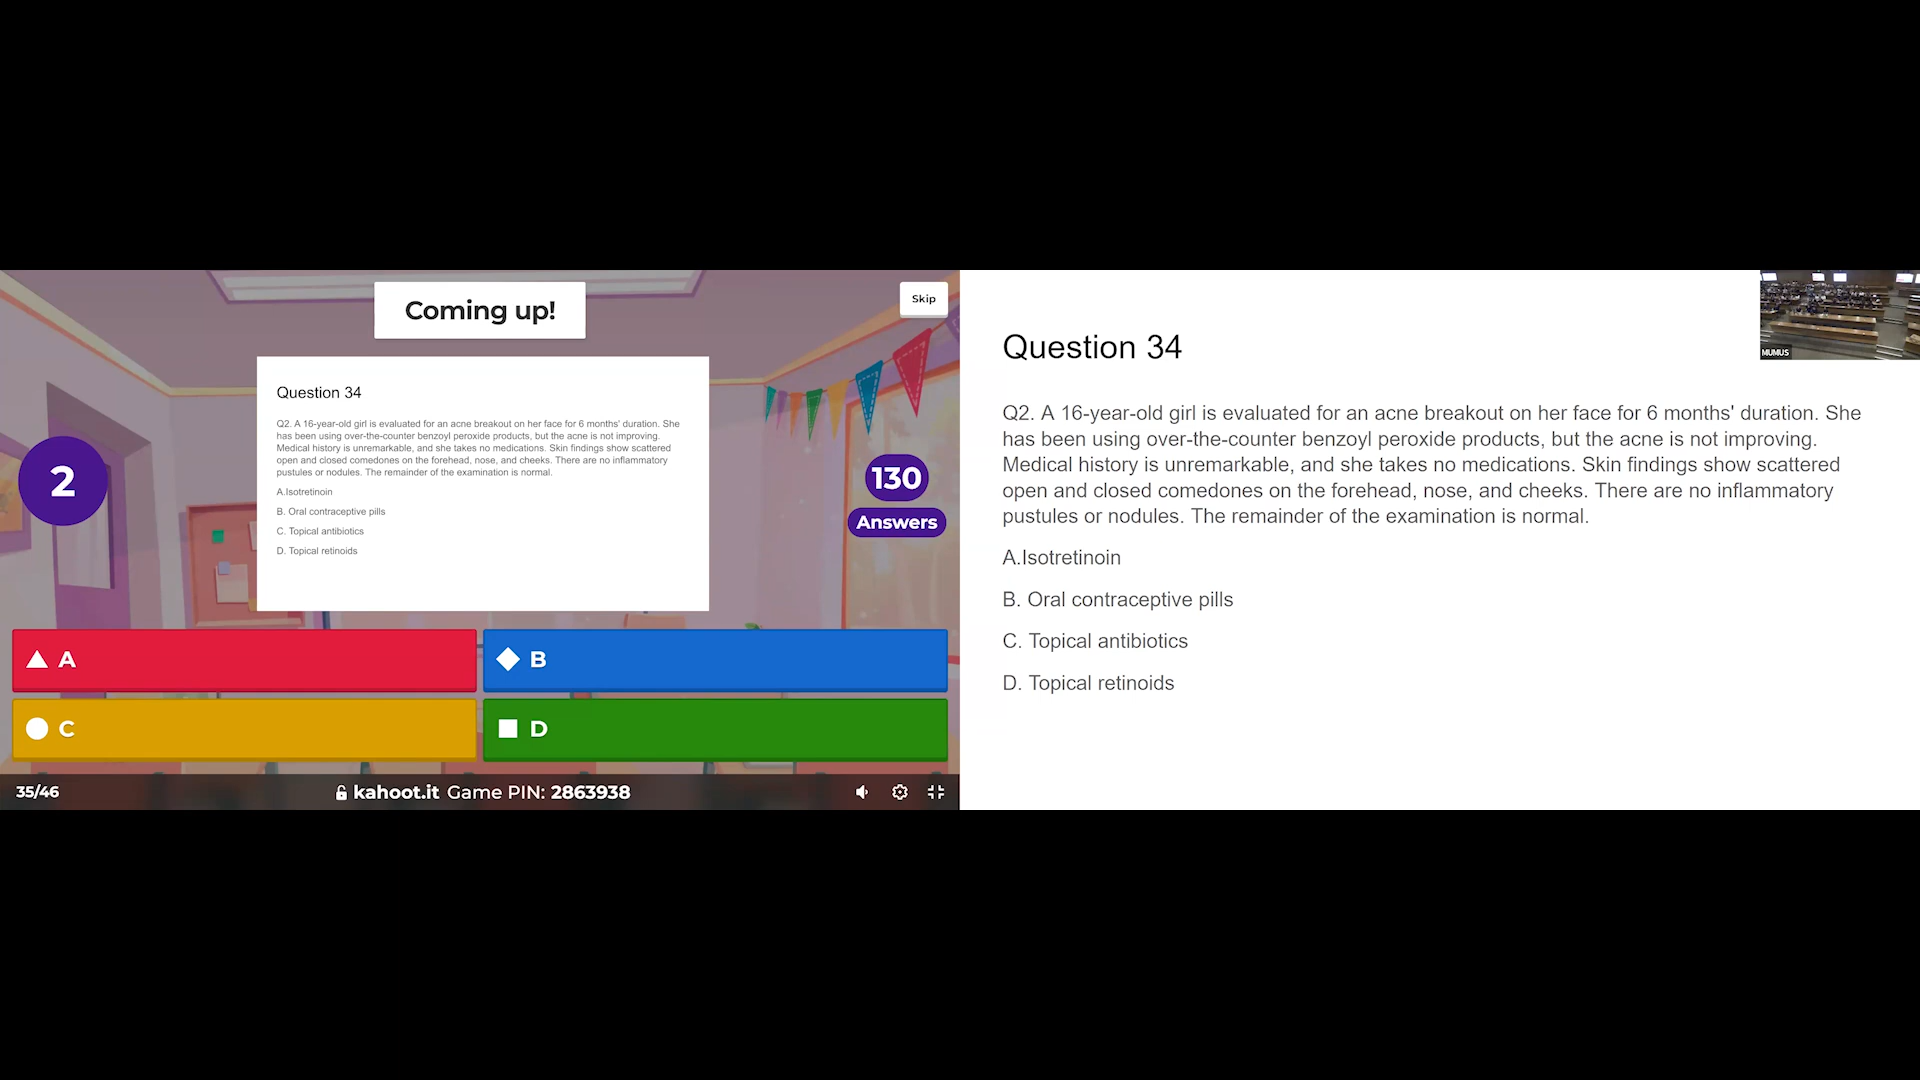 Coming up!
Skip
Question 34
Q2. A 16-year-old girl is evaluated for an acne breakout on her face for 6 months' duration. She
has been using over-the-counter benzoyl peroxide products, but the acne is not improving.
Medical history is unremarkable, and she takes no medications. Skin findings show scattered
open and closed comedones on the forehead, nose, and cheeks. There are no inflammatory
pustules or nodules. The remainder of the examination is normal.
A.Isotretinoin
B. Oral contraceptive pills
C. Topical antibiotics
D. Topical retinoids
2
130
Answers
A
B
C
D
35/46
kahoot.it Game PIN: 2863938
MUMUS
Question 34
Q2. A 16-year-old girl is evaluated for an acne breakout on her face for 6 months' duration. She
has been using over-the-counter benzoyl peroxide products, but the acne is not improving.
Medical history is unremarkable, and she takes no medications. Skin findings show scattered
open and closed comedones on the forehead, nose, and cheeks. There are no inflammatory
pustules or nodules. The remainder of the examination is normal.
A.Isotretinoin
B. Oral contraceptive pills
C. Topical antibiotics
D. Topical retinoids